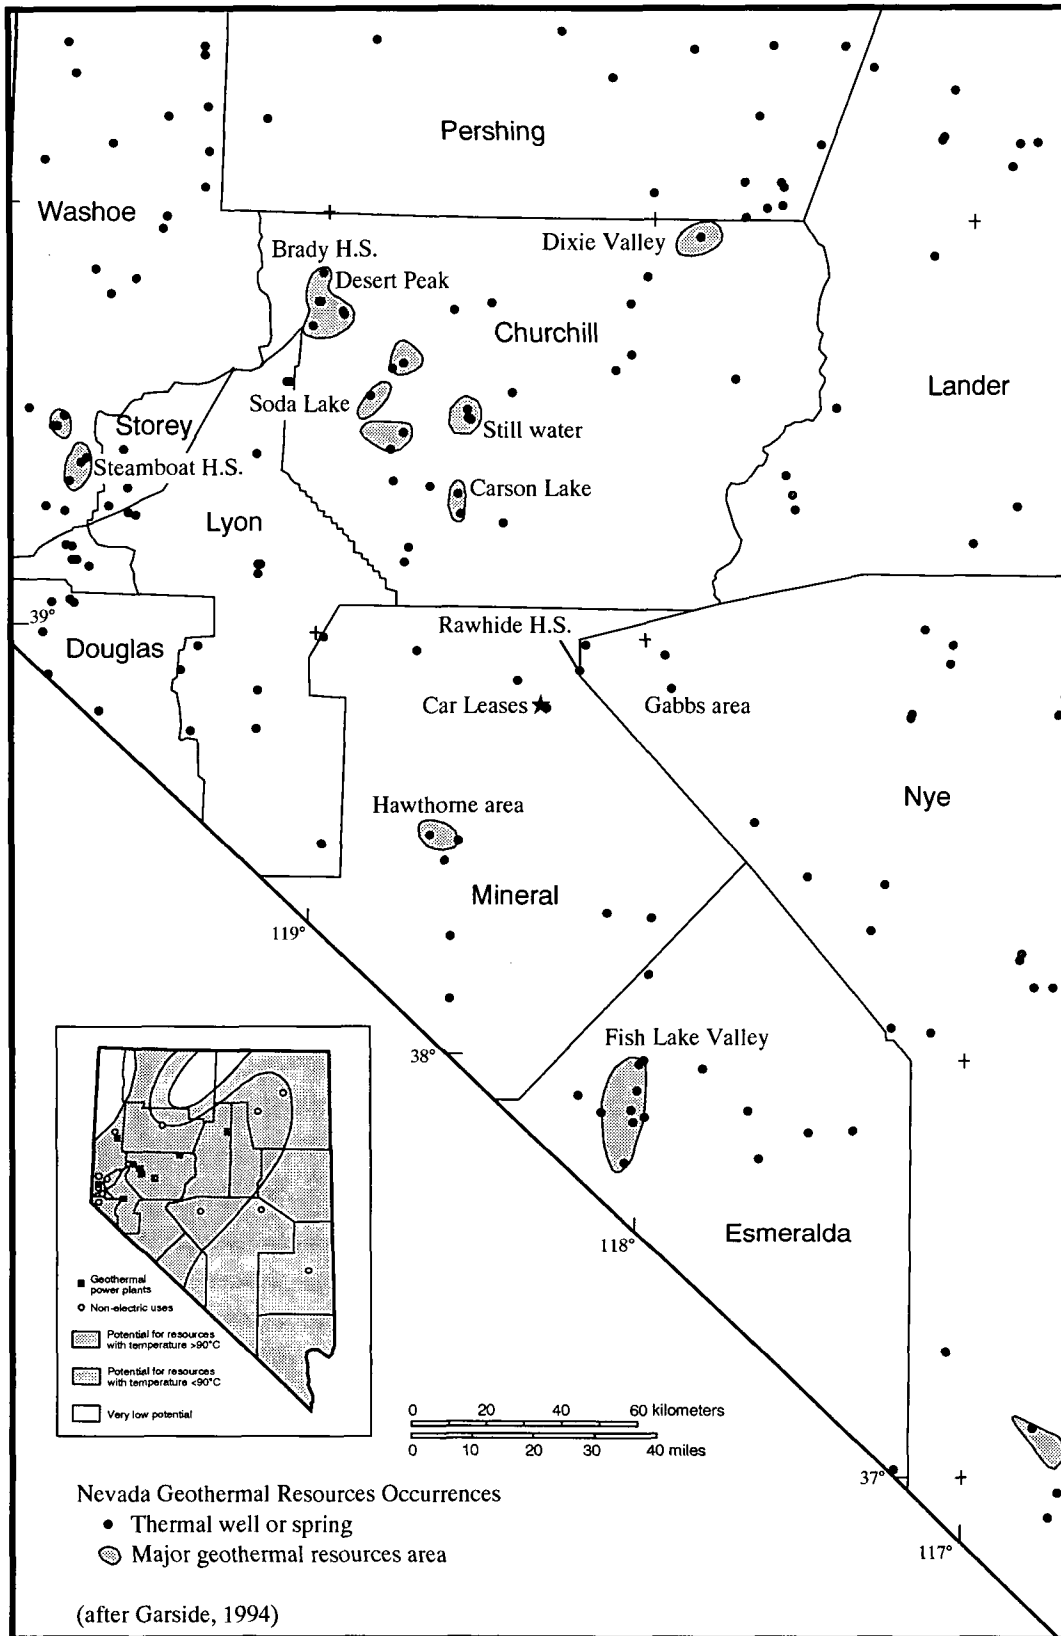 Pershing
Washoe
Dixie Valley
Brady H.S.
Desert Peak
Churchill
Lander
Soda Lake
Storey
Still water
Steamboat H.S.
Carson Lake
Lyon
39°
Rawhide H.S.
Douglas
Car Leases
Gabbs area
Nye
Hawthorne area
Mineral
119°
38°
Fish Lake Valley
118°
Esmeralda
Geothermal
power plants
Non-electric uses
Potential for resources
with temperature >90°C
Potential for resources
with temperature <90°C
Very low potential
0 20 40 60 kilometers
0 10 20 30 40 miles
37°
117°
Nevada Geothermal Resources Occurrences
Thermal well or spring
Major geothermal resources area
(after Garside, 1994)